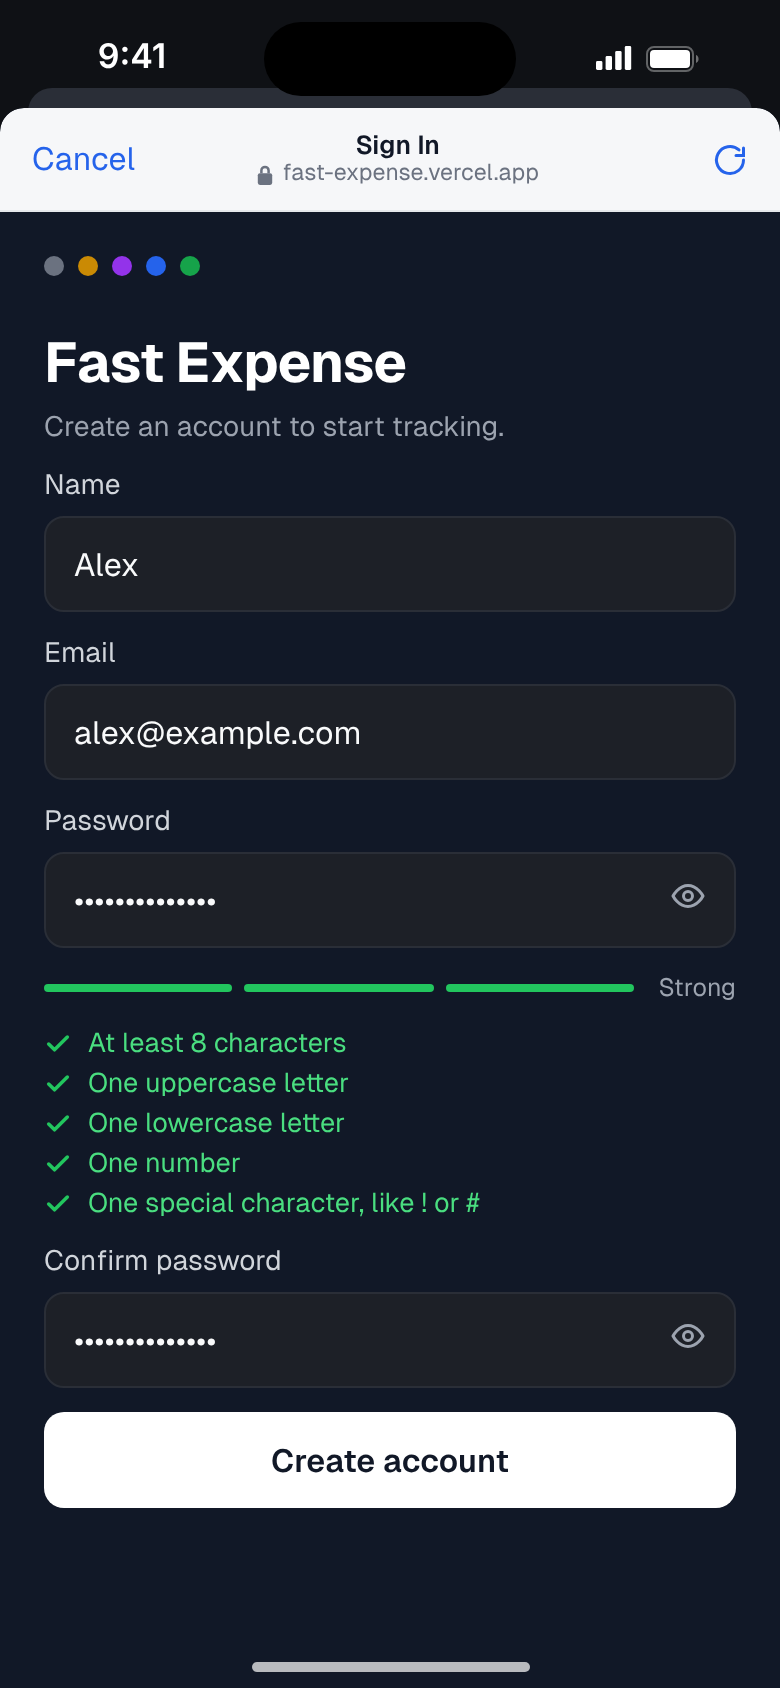 9:41
Cancel
Sign In
fast-expense.vercel.app
Fast Expense
Create an account to start tracking.
Name
Alex
Email
alex@example.com
Password
••••••••••••••
Strong
At least 8 characters
One uppercase letter
One lowercase letter
One number
One special character, like ! or #
Confirm password
••••••••••••••
Create account